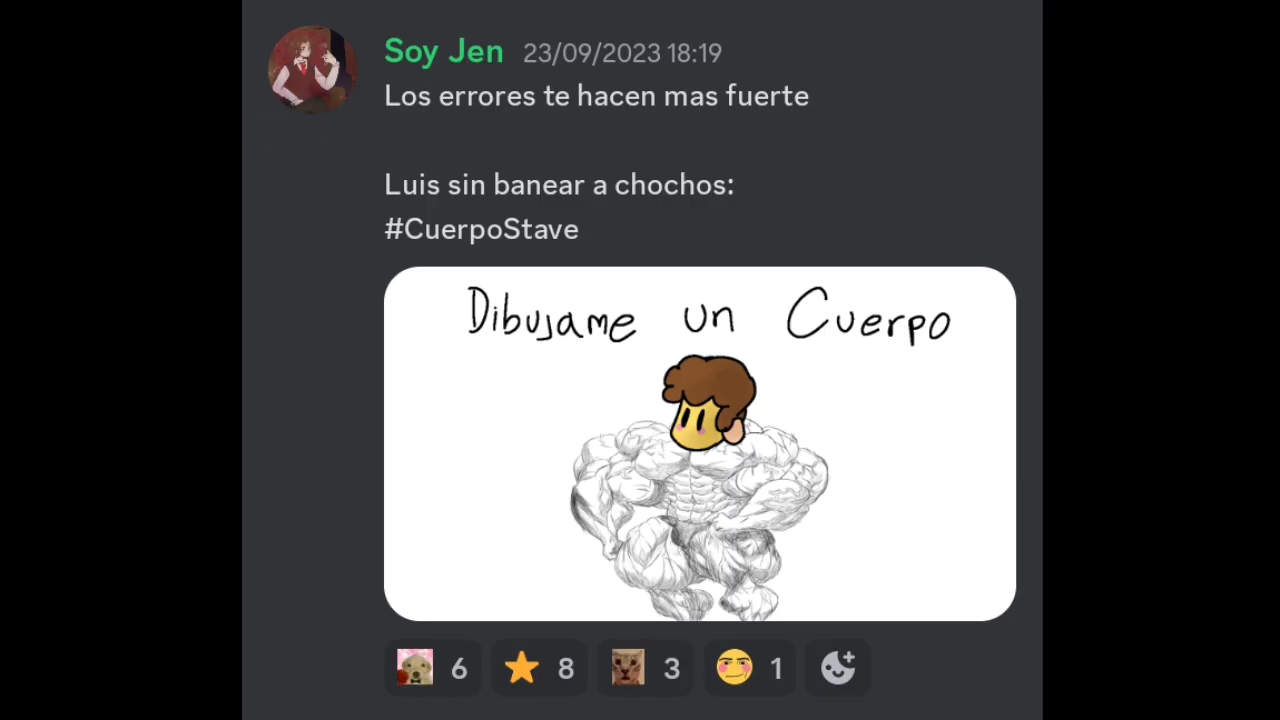 Soy Jen 23/09/2023 18:19
Los errores te hacen mas fuerte
Luis sin banear a chochos:
#CuerpoStave
Dibujame un Cuerpo
6 8 3 1